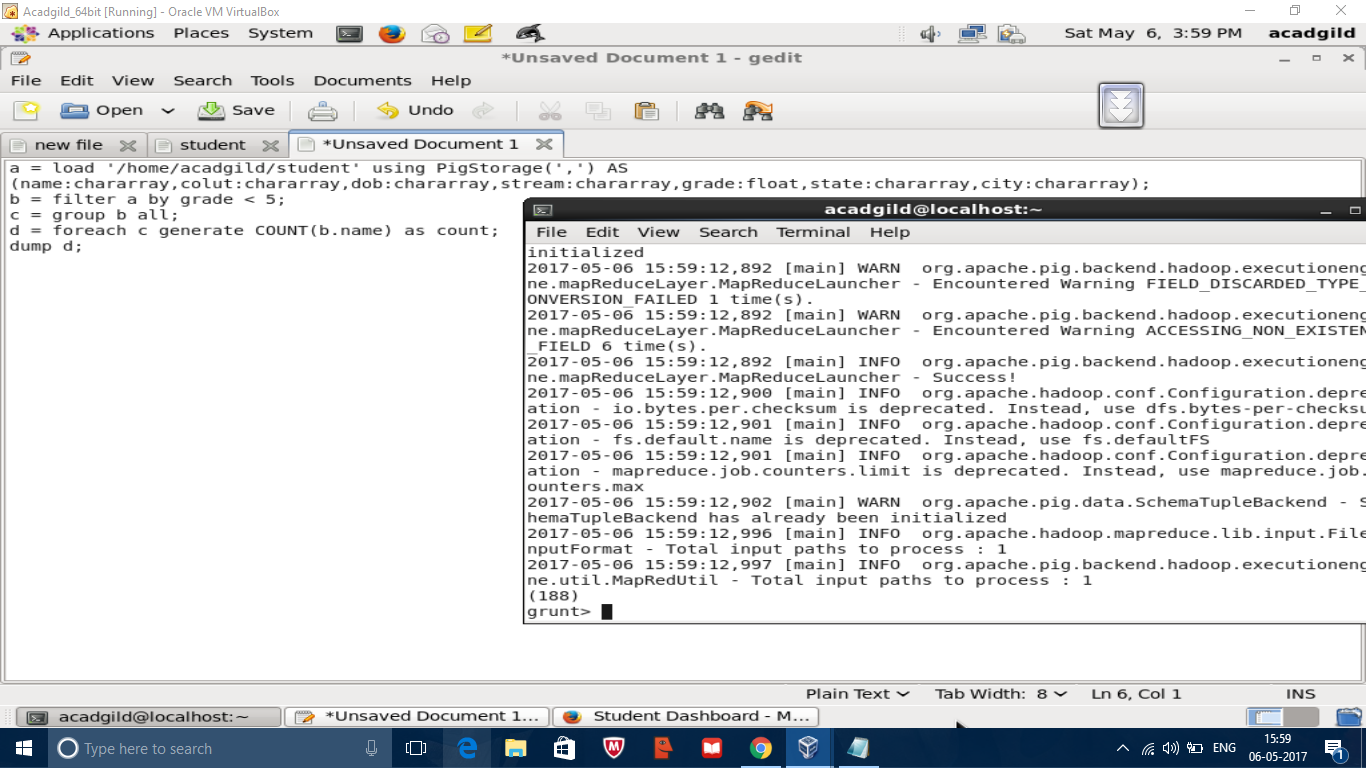 Acadgild_64bit [Running] - Oracle VM VirtualBox
Applications Places System Sat May 6, 3:59 PM acadgild
*Unsaved Document 1 - gedit
File Edit View Search Tools Documents Help
Open Save Undo
new file student *Unsaved Document 1
a = load '/home/acadgild/student' using PigStorage(',') AS
(name:chararray,colut:chararray,dob:chararray,stream:chararray,grade:float,state:chararray,city:chararray);
b = filter a by grade < 5;
c = group b all;
d = foreach c generate COUNT(b.name) as count;
dump d;
acadgild@localhost:~
File Edit View Search Terminal Help
initialized
2017-05-06 15:59:12,892 [main] WARN  org.apache.pig.backend.hadoop.executioneng
ne.mapReduceLayer.MapReduceLauncher - Encountered Warning FIELD_DISCARDED_TYPE_
ONVERSION_FAILED 1 time(s).
2017-05-06 15:59:12,892 [main] WARN  org.apache.pig.backend.hadoop.executioneng
ne.mapReduceLayer.MapReduceLauncher - Encountered Warning ACCESSING_NON_EXISTEN
_FIELD 6 time(s).
2017-05-06 15:59:12,892 [main] INFO  org.apache.pig.backend.hadoop.executioneng
ne.mapReduceLayer.MapReduceLauncher - Success!
2017-05-06 15:59:12,900 [main] INFO  org.apache.hadoop.conf.Configuration.depre
ation - io.bytes.per.checksum is deprecated. Instead, use dfs.bytes-per-checksu
2017-05-06 15:59:12,901 [main] INFO  org.apache.hadoop.conf.Configuration.depre
ation - fs.default.name is deprecated. Instead, use fs.defaultFS
2017-05-06 15:59:12,901 [main] INFO  org.apache.hadoop.conf.Configuration.depre
ation - mapreduce.job.counters.limit is deprecated. Instead, use mapreduce.job.
ounters.max
2017-05-06 15:59:12,902 [main] WARN  org.apache.pig.data.SchemaTupleBackend - S
hemaTupleBackend has already been initialized
2017-05-06 15:59:12,996 [main] INFO  org.apache.hadoop.mapreduce.lib.input.File
nputFormat - Total input paths to process : 1
2017-05-06 15:59:12,997 [main] INFO  org.apache.pig.backend.hadoop.executioneng
ne.util.MapRedUtil - Total input paths to process : 1
(188)
grunt>
Plain Text Tab Width: 8 Ln 6, Col 1 INS
acadgild@localhost:~ *Unsaved Document 1... Student Dashboard - M...
Type here to search ENG 15:59
06-05-2017 1